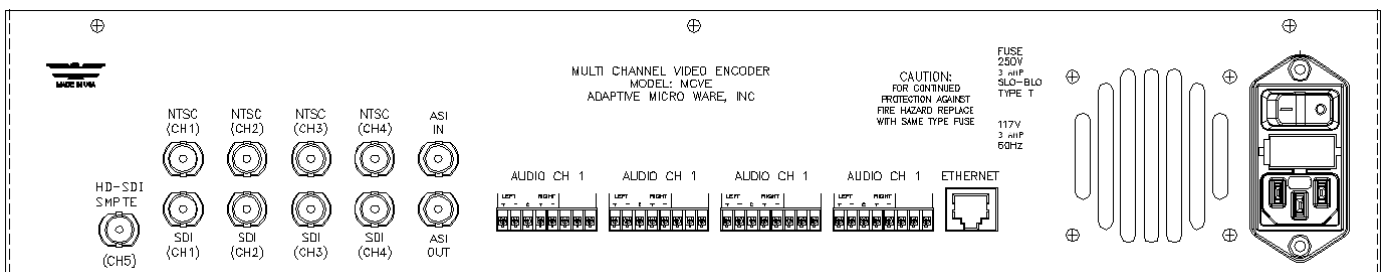 MADE IN USA
MULTI CHANNEL VIDEO ENCODER
MODEL: MCVE
ADAPTIVE MICRO WARE, INC
CAUTION:
FOR CONTINUED
PROTECTION AGAINST
FIRE HAZARD REPLACE
WITH SAME TYPE FUSE
FUSE
250V
3 AMP
SLO-BLO
TYPE T
117V
3 AMP
60Hz
NTSC (CH1)
NTSC (CH2)
NTSC (CH3)
NTSC (CH4)
ASI IN
HD-SDI
SMPTE
(CH5)
SDI (CH1)
SDI (CH2)
SDI (CH3)
SDI (CH4)
ASI OUT
AUDIO CH 1
LEFT RIGHT
+ - G + -
AUDIO CH 1
LEFT RIGHT
+ - G + -
AUDIO CH 1
LEFT RIGHT
+ - G + -
AUDIO CH 1
LEFT RIGHT
+ - G + -
ETHERNET